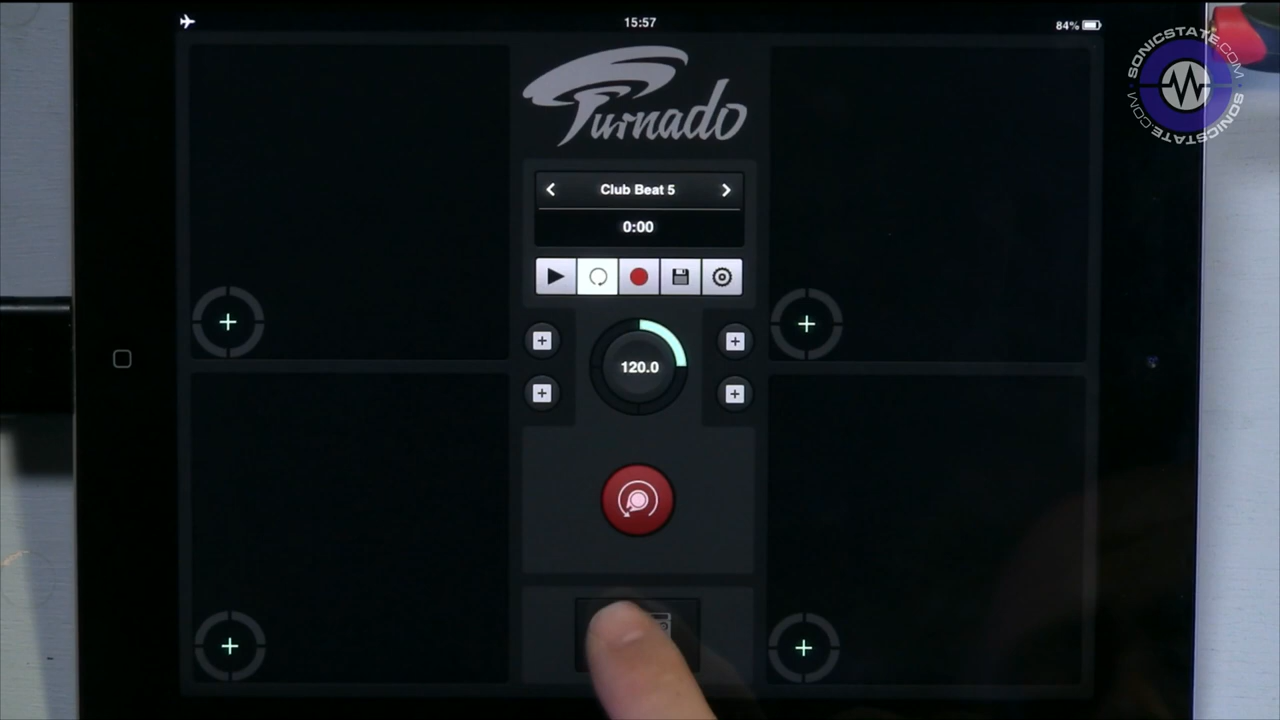 15:57
84%
SONICSTATE.COM
SONICSTATE.COM
Turnado
Club Beat 5
0:00
120.0